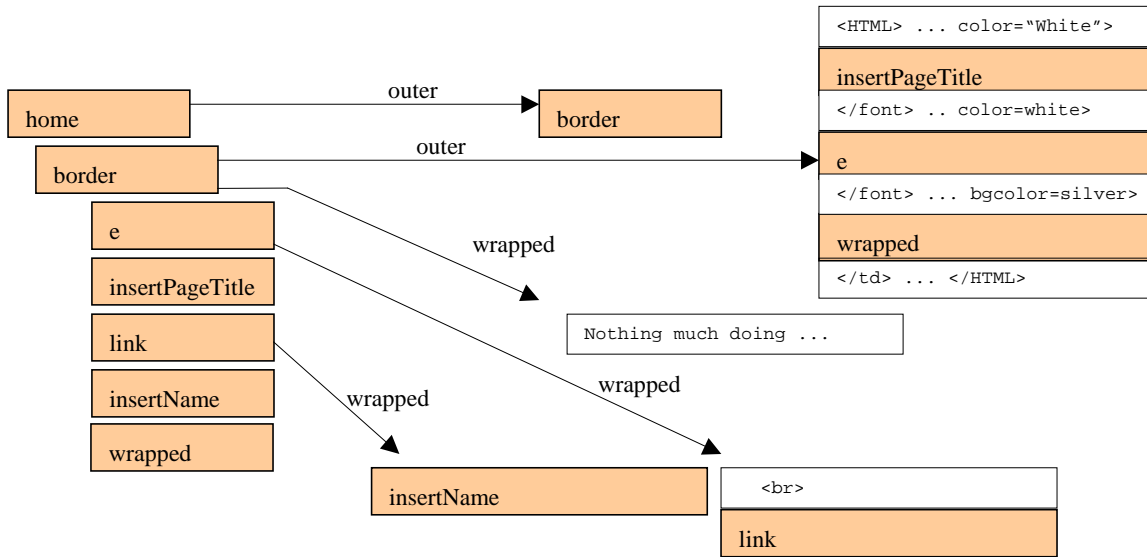 <HTML> ... color=“White”>
insertPageTitle
outer
home
border
</font> .. color=white>
outer
border
e
</font> ... bgcolor=silver>
e
wrapped
wrapped
insertPageTitle
</td> ... </HTML>
link
Nothing much doing ...
insertName
wrapped
wrapped
wrapped
insertName
<br>
link